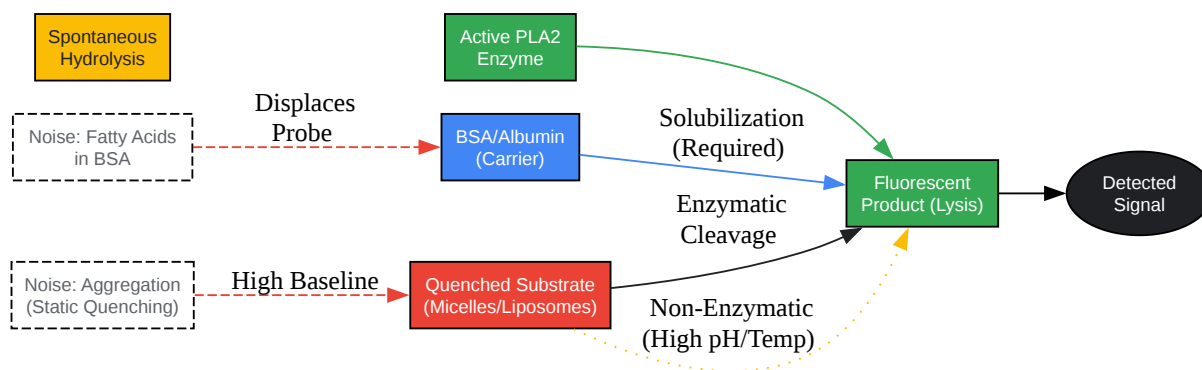 Spontaneous
Hydrolysis
Active PLA2
Enzyme
Noise: Fatty Acids
in BSA
Displaces
Probe
BSA/Albumin
(Carrier)
Solubilization
(Required)
Fluorescent
Product (Lysis)
Detected
Signal
Enzymatic
Cleavage
Noise: Aggregation
(Static Quenching)
High Baseline
Quenched Substrate
(Micelles/Liposomes)
Non-Enzymatic
(High pH/Temp)